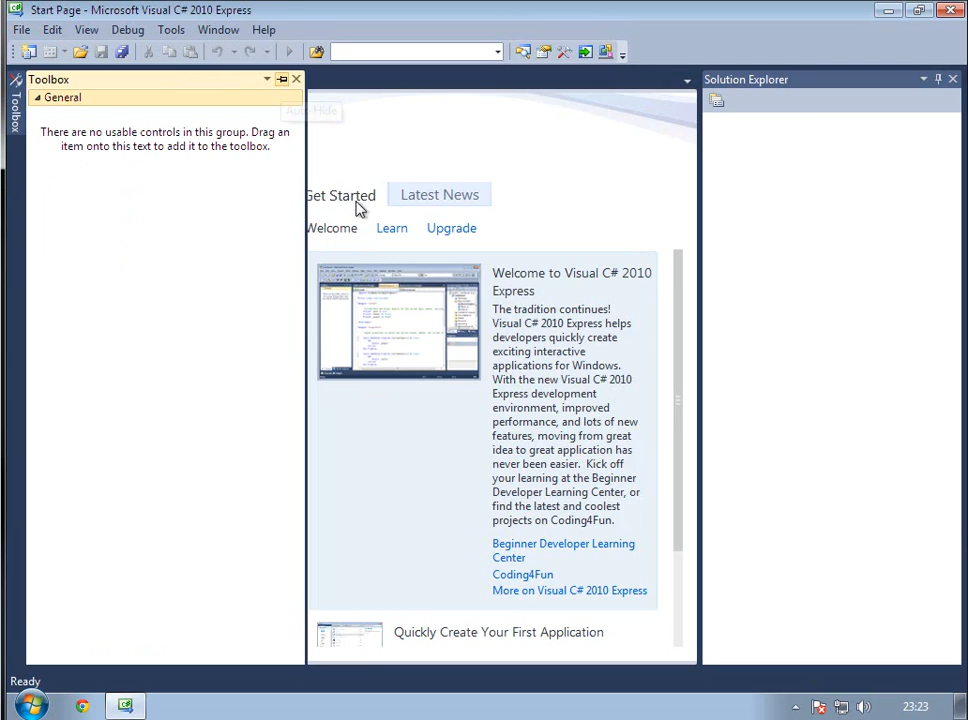 Start Page - Microsoft Visual C# 2010 Express
File Edit View Debug Tools Window Help
Toolbox
Toolbox
General
Auto Hide
There are no usable controls in this group. Drag an
item onto this text to add it to the toolbox.
Get Started Latest News
Welcome Learn Upgrade
Welcome to Visual C# 2010
Express
The tradition continues!
Visual C# 2010 Express helps
developers quickly create
exciting interactive
applications for Windows.
With the new Visual C# 2010
Express development
environment, improved
performance, and lots of new
features, moving from great
idea to great application has
never been easier. Kick off
your learning at the Beginner
Developer Learning Center, or
find the latest and coolest
projects on Coding4Fun.
Beginner Developer Learning
Center
Coding4Fun
More on Visual C# 2010 Express
Quickly Create Your First Application
Solution Explorer
Ready
23:23